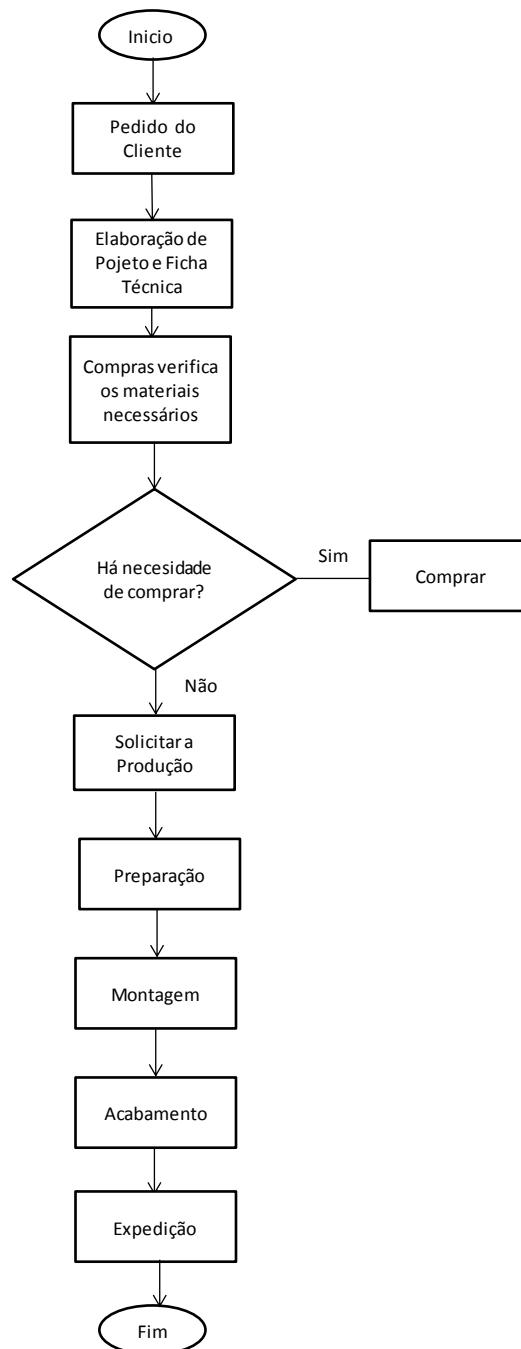 Inicio
Pedido do
Cliente
Elaboração de
Pojeto e Ficha
Técnica
Compras verifica
os materiais
necessários
Há necesidade
de comprar?
Sim
Comprar
Não
Solicitar a
Produção
Preparação
Montagem
Acabamento
Expedição
Fim